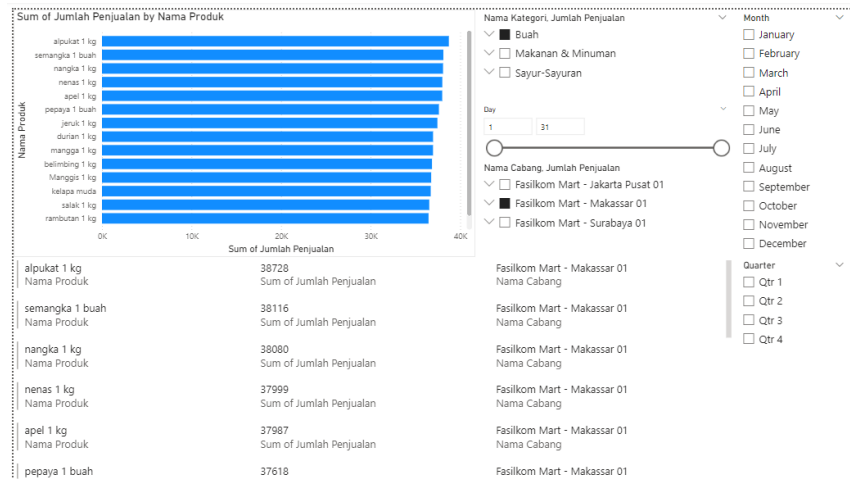 Sum of Jumlah Penjualan by Nama Produk
Nama Produk
alpukat 1 kg
semangka 1 buah
nangka 1 kg
nenas 1 kg
apel 1 kg
pepaya 1 buah
jeruk 1 kg
durian 1 kg
mangga 1 kg
belimbing 1 kg
Manggis 1 kg
kelapa muda
salak 1 kg
rambutan 1 kg
0K 10K 20K 30K 40K
Sum of Jumlah Penjualan
Nama Kategori, Jumlah Penjualan
Buah
Makanan & Minuman
Sayur-Sayuran
Day
1 31
Nama Cabang, Jumlah Penjualan
Fasilkom Mart - Jakarta Pusat 01
Fasilkom Mart - Makassar 01
Fasilkom Mart - Surabaya 01
Month
January
February
March
April
May
June
July
August
September
October
November
December
Quarter
Qtr 1
Qtr 2
Qtr 3
Qtr 4
alpukat 1 kg 38728 Fasilkom Mart - Makassar 01
Nama Produk Sum of Jumlah Penjualan Nama Cabang
semangka 1 buah 38116 Fasilkom Mart - Makassar 01
Nama Produk Sum of Jumlah Penjualan Nama Cabang
nangka 1 kg 38080 Fasilkom Mart - Makassar 01
Nama Produk Sum of Jumlah Penjualan Nama Cabang
nenas 1 kg 37999 Fasilkom Mart - Makassar 01
Nama Produk Sum of Jumlah Penjualan Nama Cabang
apel 1 kg 37987 Fasilkom Mart - Makassar 01
Nama Produk Sum of Jumlah Penjualan Nama Cabang
pepaya 1 buah 37618 Fasilkom Mart - Makassar 01